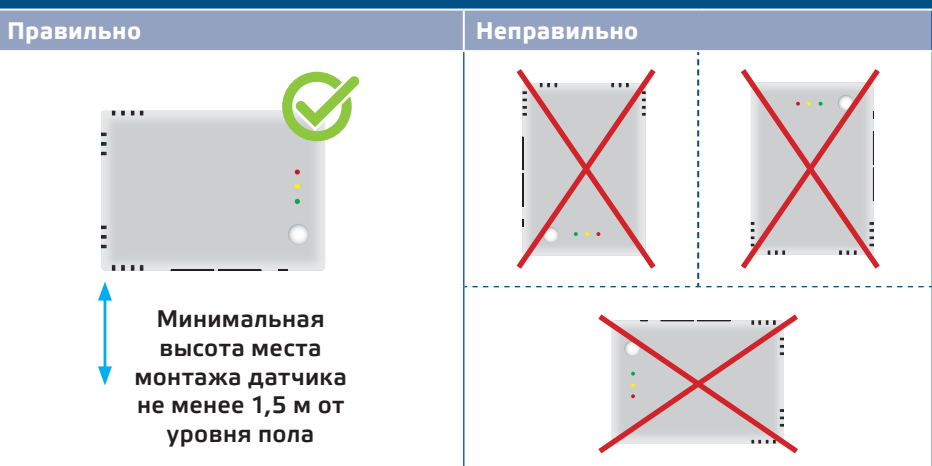 Правильно
Неправильно
Минимальная
высота места
монтажа датчика
не менее 1,5 м от
уровня пола